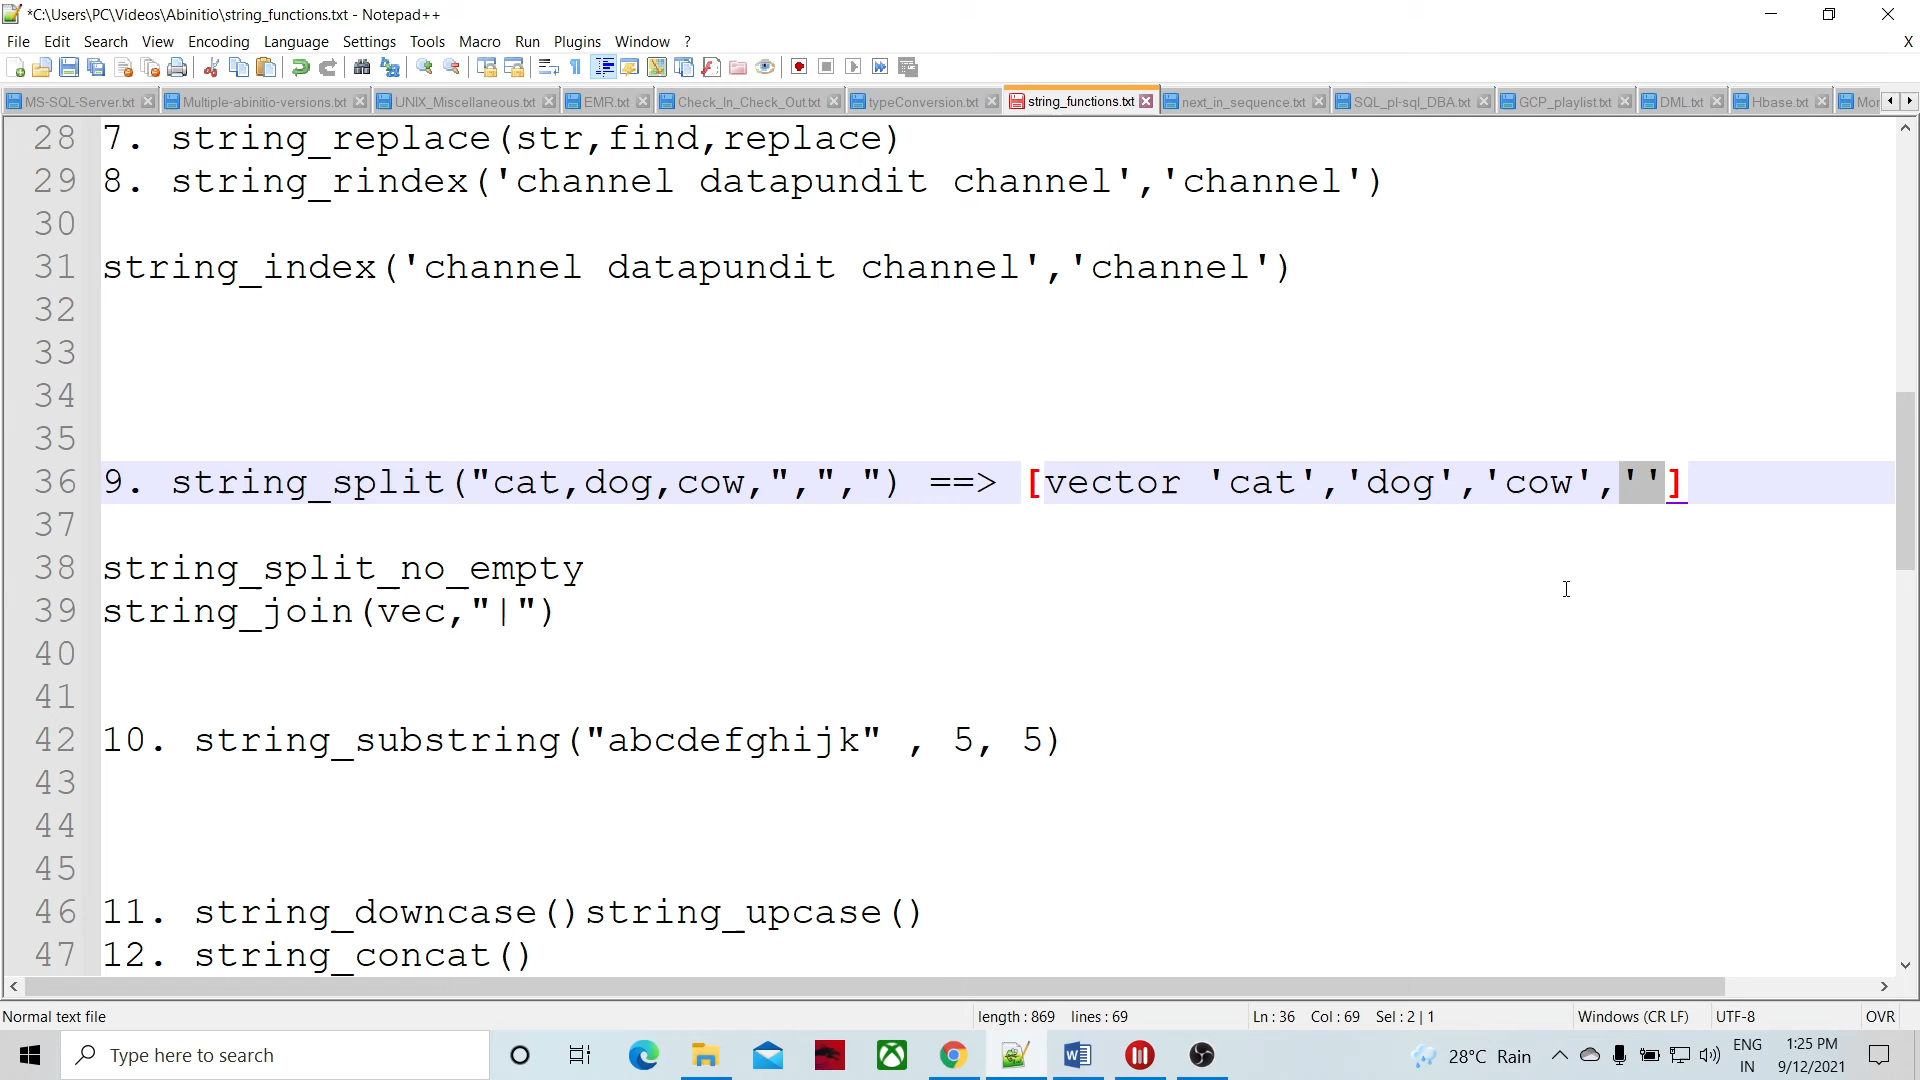 *C:\Users\PC\Videos\Abinitio\string_functions.txt - Notepad++
File Edit Search View Encoding Language Settings Tools Macro Run Plugins Window ? X
MS-SQL-Server.txt Multiple-abinitio-versions.txt UNIX_Miscellaneous.txt EMR.txt Check_In_Check_Out.txt typeConversion.txt string_functions.txt next_in_sequence.txt SQL_pl-sql_DBA.txt GCP_playlist.txt DML.txt Hbase.txt Mor
28 7. string_replace(str,find,replace)
29 8. string_rindex('channel datapundit channel','channel')
30
31 string_index('channel datapundit channel','channel')
32
33
34
35
36 9. string_split("cat,dog,cow,",",") ==> [vector 'cat','dog','cow','']
37
38 string_split_no_empty
39 string_join(vec,"|")
40
41
42 10. string_substring("abcdefghijk" , 5, 5)
43
44
45
46 11. string_downcase()string_upcase()
47 12. string_concat()
Normal text file length : 869 lines : 69 Ln : 36 Col : 69 Sel : 2 | 1 Windows (CR LF) UTF-8 OVR
Type here to search 28°C Rain ENG IN 1:25 PM 9/12/2021